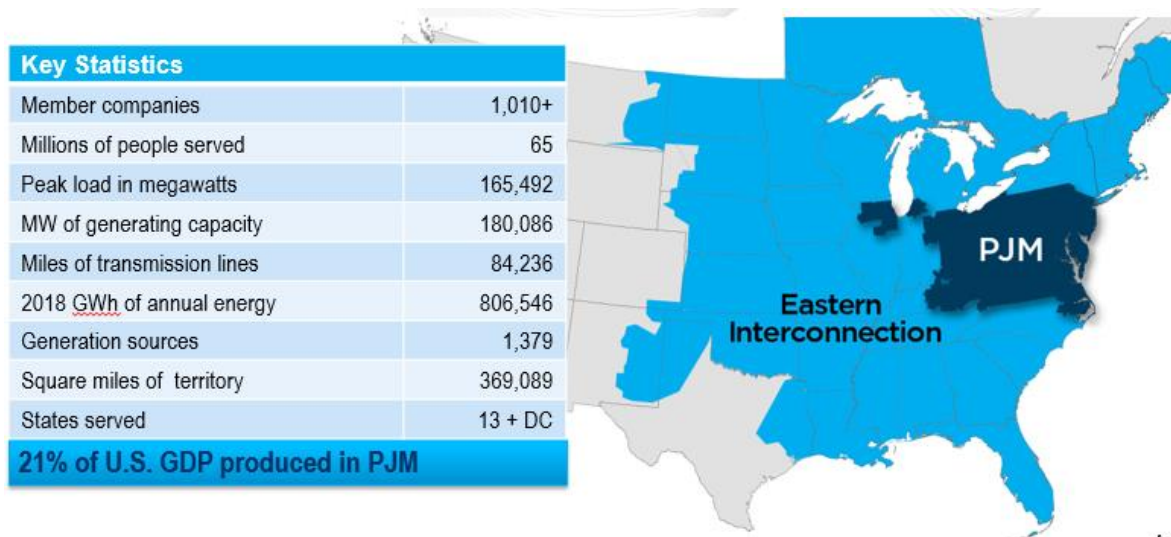 Key Statistics
Member companies 1,010+
Millions of people served 65
Peak load in megawatts 165,492
MW of generating capacity 180,086
Miles of transmission lines 84,236
2018 GWh of annual energy 806,546
Generation sources 1,379
Square miles of territory 369,089
States served 13 + DC
21% of U.S. GDP produced in PJM
PJM
Eastern
Interconnection